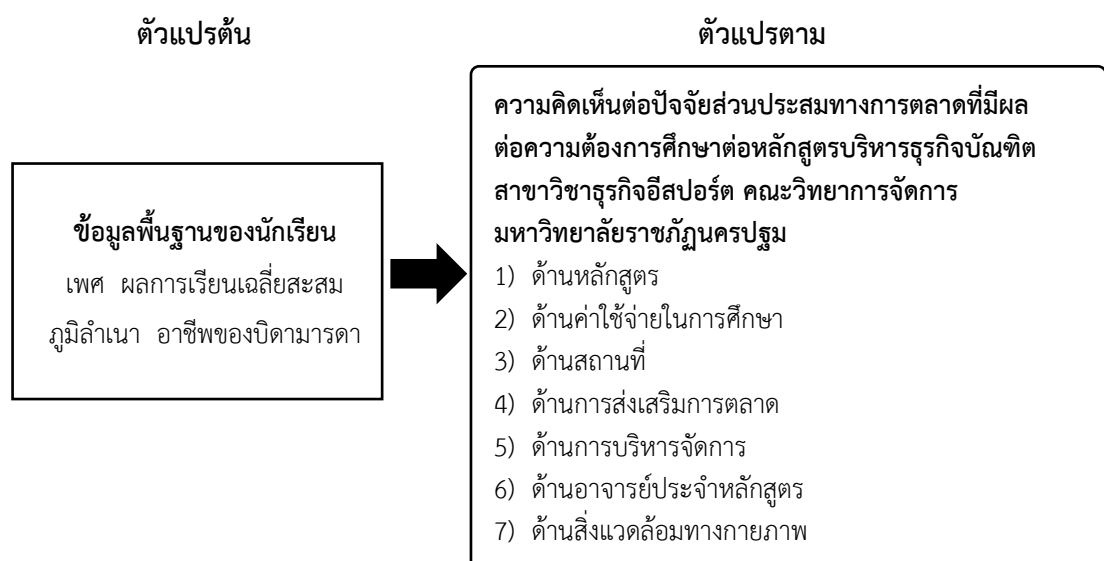 ตัวแปรต้น
ตัวแปรตาม
ข้อมูลพื้นฐานของนักเรียน
เพศ ผลการเรียนเฉลี่ยสะสม
ภูมิลำเนา อาชีพของบิดามารดา
ความคิดเห็นต่อปัจจัยส่วนประสมทางการตลาดที่มีผล
ต่อความต้องการศึกษาต่อหลักสูตรบริหารธุรกิจบัณฑิต
สาขาวิชาธุรกิจอีสปอร์ต คณะวิทยาการจัดการ
มหาวิทยาลัยราชภัฏนครปฐม
1) ด้านหลักสูตร
2) ด้านค่าใช้จ่ายในการศึกษา
3) ด้านสถานที่
4) ด้านการส่งเสริมการตลาด
5) ด้านการบริหารจัดการ
6) ด้านอาจารย์ประจำหลักสูตร
7) ด้านสิ่งแวดล้อมทางกายภาพ